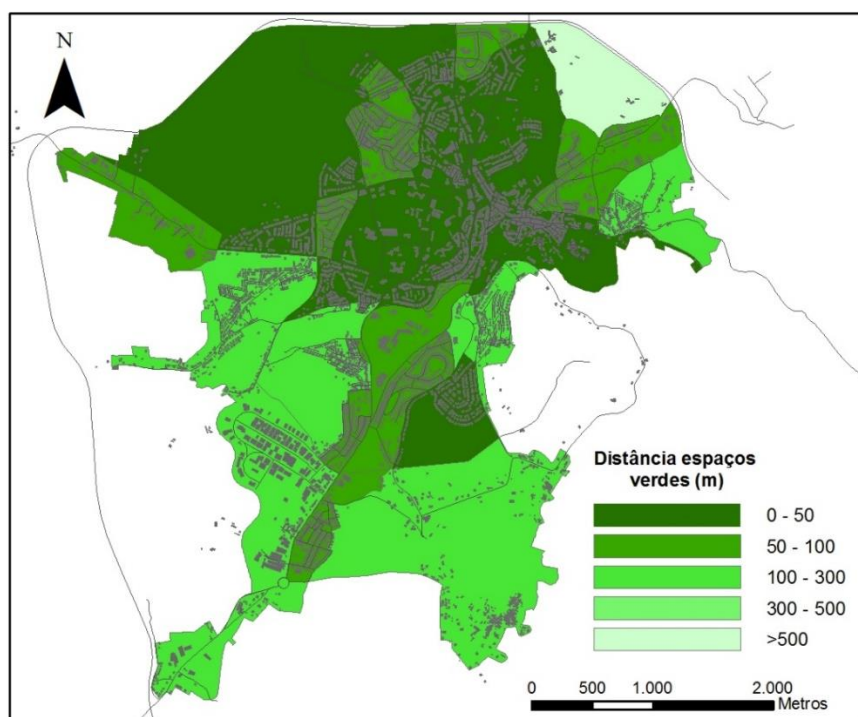 N
Distância espaços
verdes (m)
0 - 50
50 - 100
100 - 300
300 - 500
>500
0 500 1.000 2.000
Metros